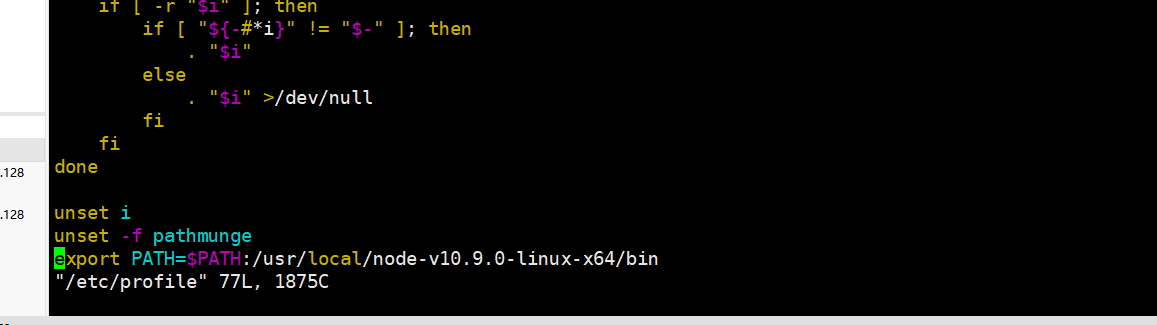 if [ -r "$i" ]; then
if [ "${-#*i}" != "$-" ]; then
. "$i"
else
. "$i" >/dev/null
fi
fi
done
.128
.128
unset i
unset -f pathmunge
export PATH=$PATH:/usr/local/node-v10.9.0-linux-x64/bin
"/etc/profile" 77L, 1875C